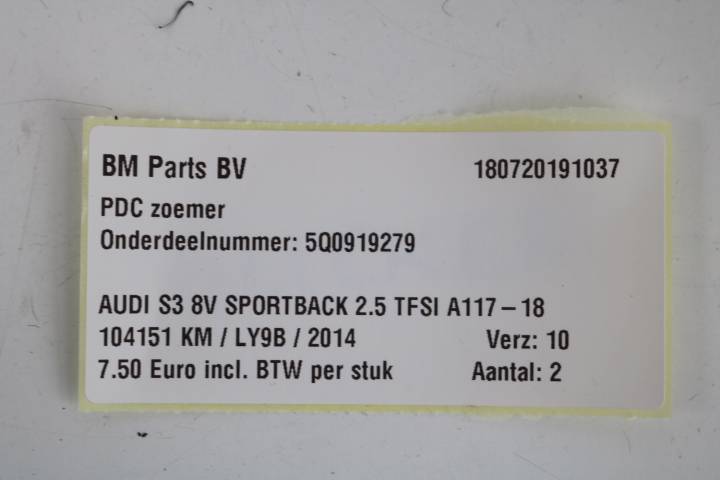 BM Parts BV 180720191037
PDC zoemer
Onderdeelnummer: 5Q0919279
AUDI S3 8V SPORTBACK 2.5 TFSI A117-18
104151 KM / LY9B / 2014 Verz: 10
7.50 Euro incl. BTW per stuk Aantal: 2